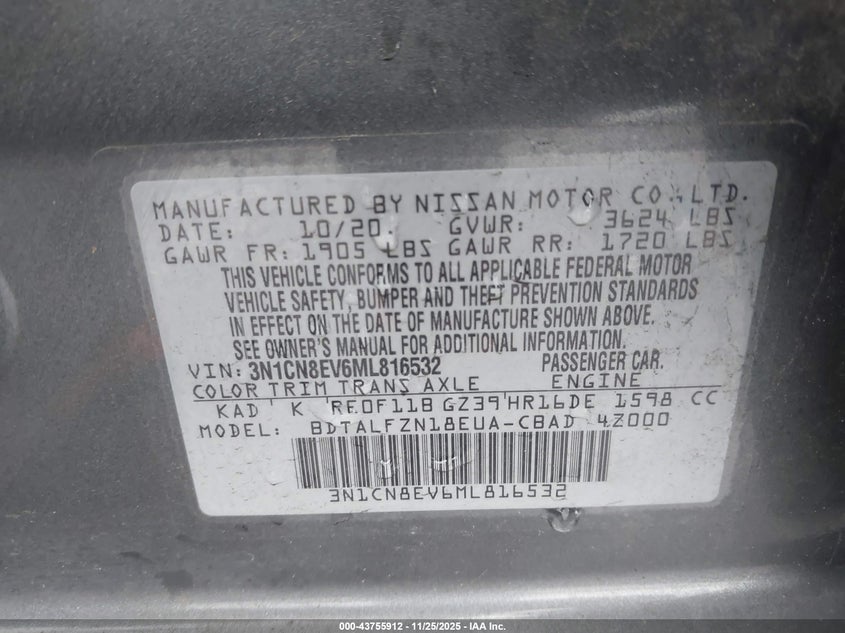 MANUFACTURED BY NISSAN MOTOR CO.,LTD.
DATE: 10/20 GVWR: 3624 LBS
GAWR FR: 1905 LBS GAWR RR: 1720 LBS
THIS VEHICLE CONFORMS TO ALL APPLICABLE FEDERAL MOTOR
VEHICLE SAFETY, BUMPER AND THEFT PREVENTION STANDARDS
IN EFFECT ON THE DATE OF MANUFACTURE SHOWN ABOVE.
SEE OWNER'S MANUAL FOR ADDITIONAL INFORMATION.
VIN: 3N1CN8EV6ML816532 PASSENGER CAR.
COLOR TRIM TRANS AXLE ENGINE
KAD K RE0F11B GZ39 HR16DE 1598 CC
MODEL: BDTALFZN18EUA-CBAD 4Z000
3N1CN8EV6ML816532
000-43755912 - 11/25/2025 - IAA Inc.